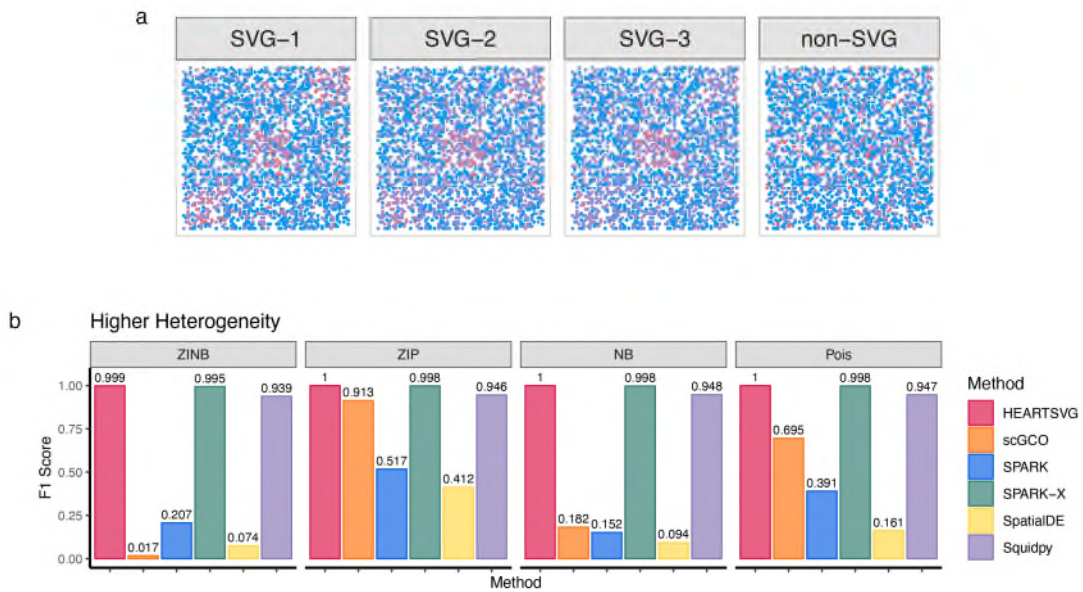 a
SVG−1 SVG−2 SVG−3 non−SVG
b Higher Heterogeneity
ZINB ZIP NB Pois
F1 Score
1.00
0.75
0.50
0.25
0.00
0.999 0.017 0.207 0.995 0.074 0.939
1 0.913 0.517 0.998 0.412 0.946
1 0.182 0.152 0.998 0.094 0.948
1 0.695 0.391 0.998 0.161 0.947
Method
Method
HEARTSVG
scGCO
SPARK
SPARK−X
SpatialDE
Squidpy